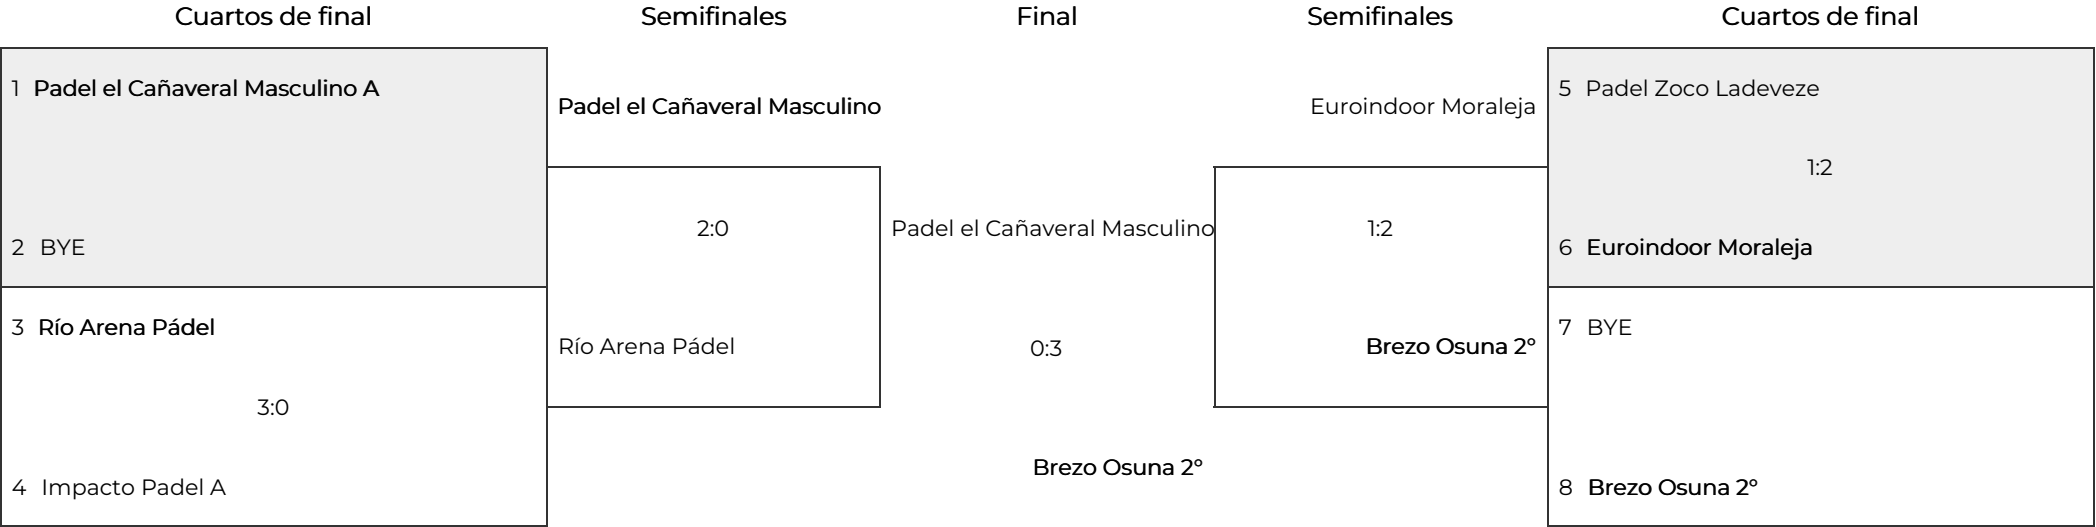 Cuartos de final
Semifinales
Final
Semifinales
Cuartos de final
1 Padel el Cañaveral Masculino A
2 BYE
3 Río Arena Pádel
3:0
4 Impacto Padel A
Padel el Cañaveral Masculino
2:0
Río Arena Pádel
Padel el Cañaveral Masculino
0:3
Brezo Osuna 2º
Euroindoor Moraleja
1:2
Brezo Osuna 2º
5 Padel Zoco Ladeveze
1:2
6 Euroindoor Moraleja
7 BYE
8 Brezo Osuna 2º